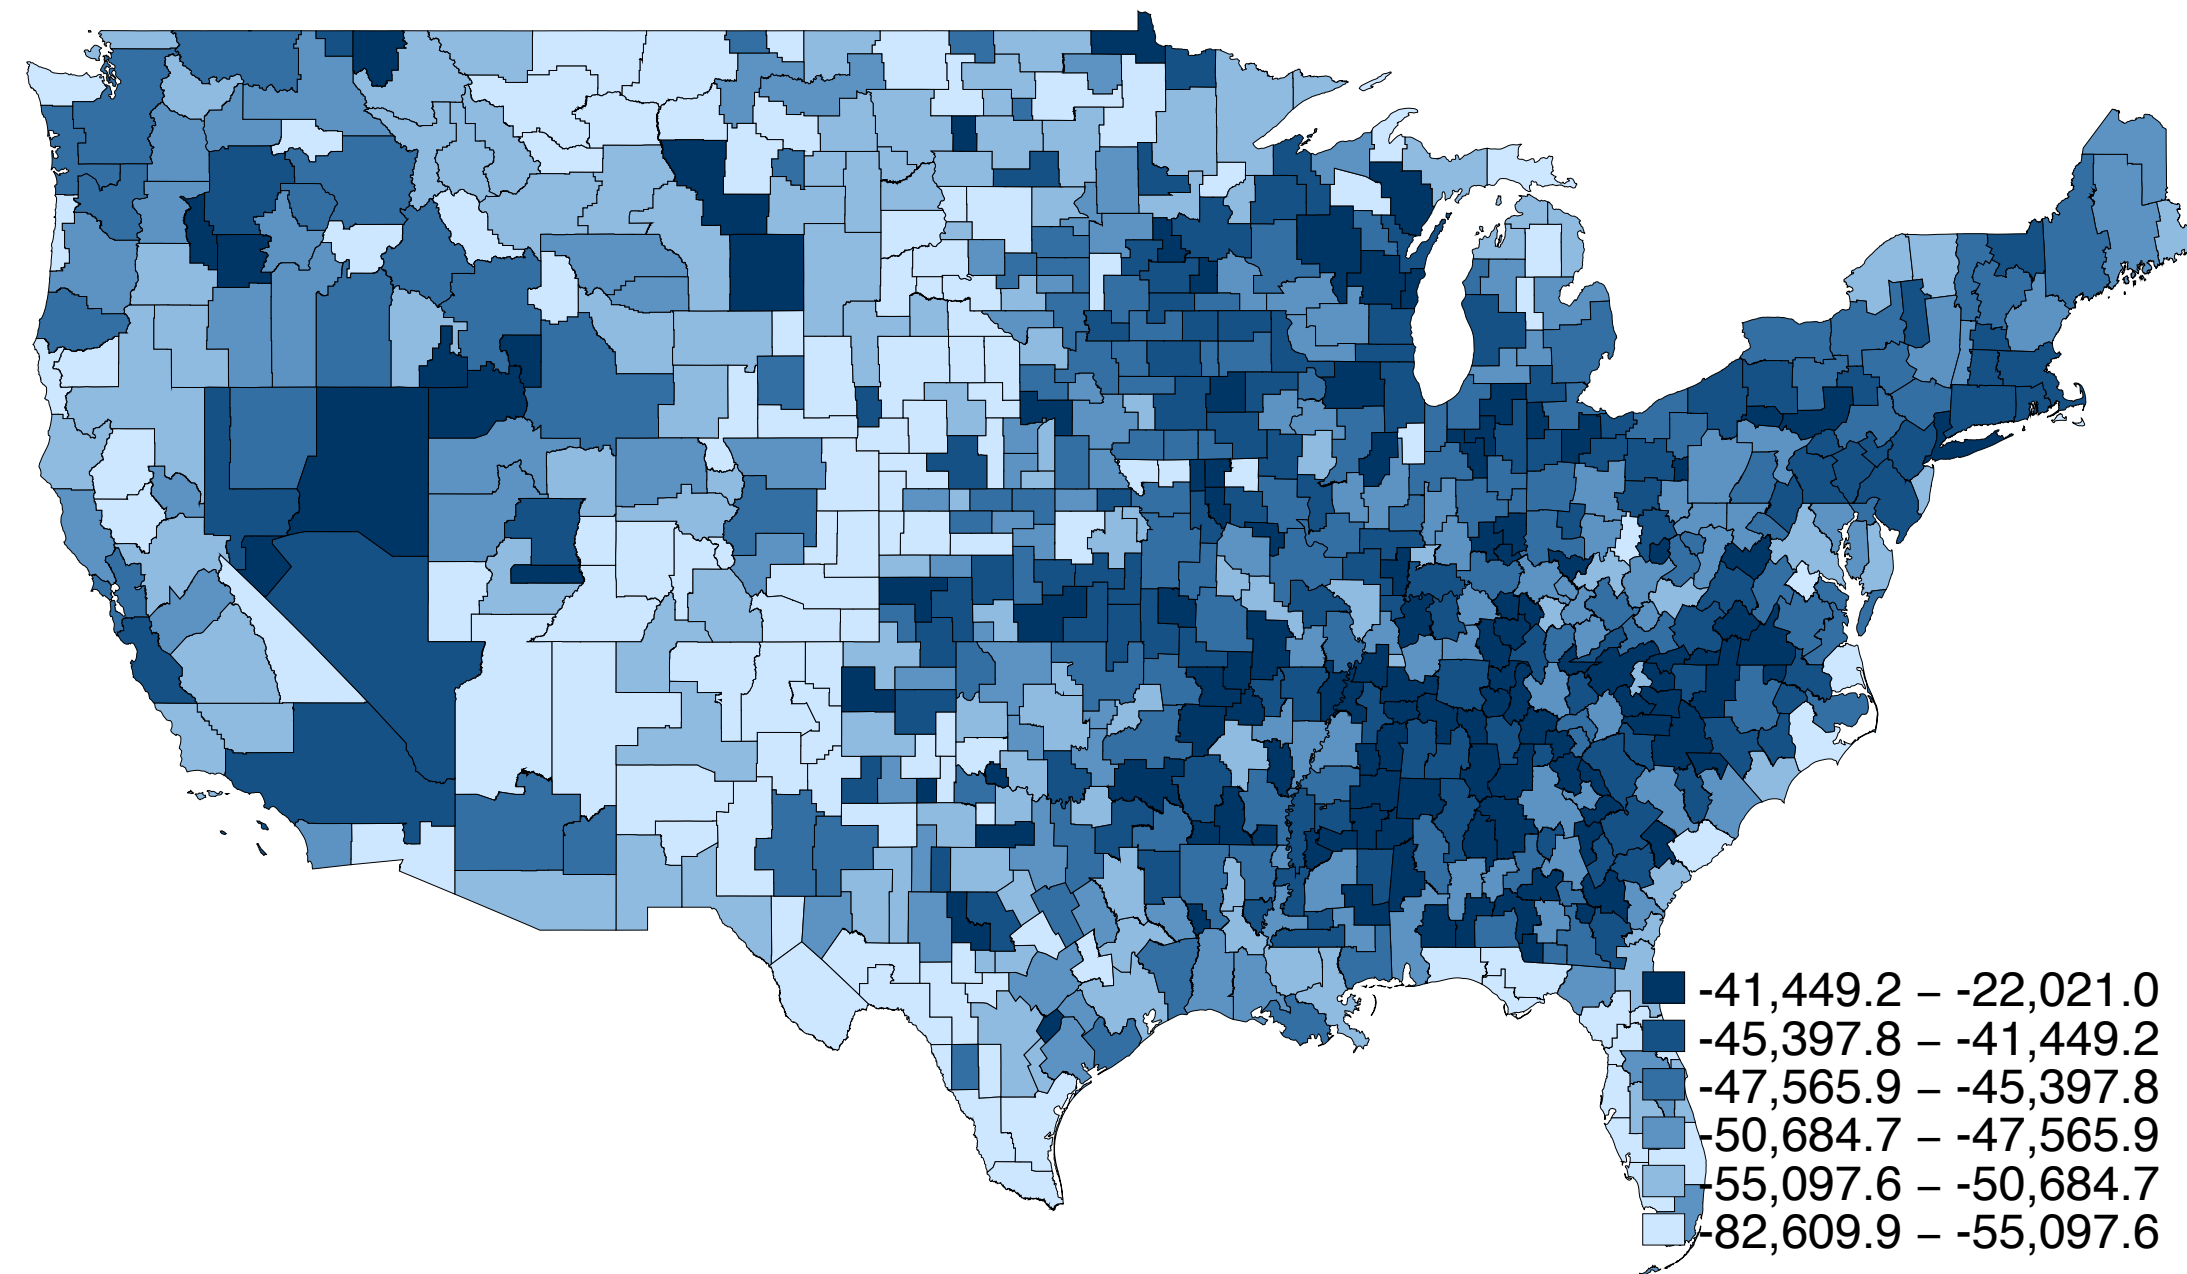 -41,449.2 – -22,021.0
-45,397.8 – -41,449.2
-47,565.9 – -45,397.8
-50,684.7 – -47,565.9
-55,097.6 – -50,684.7
-82,609.9 – -55,097.6